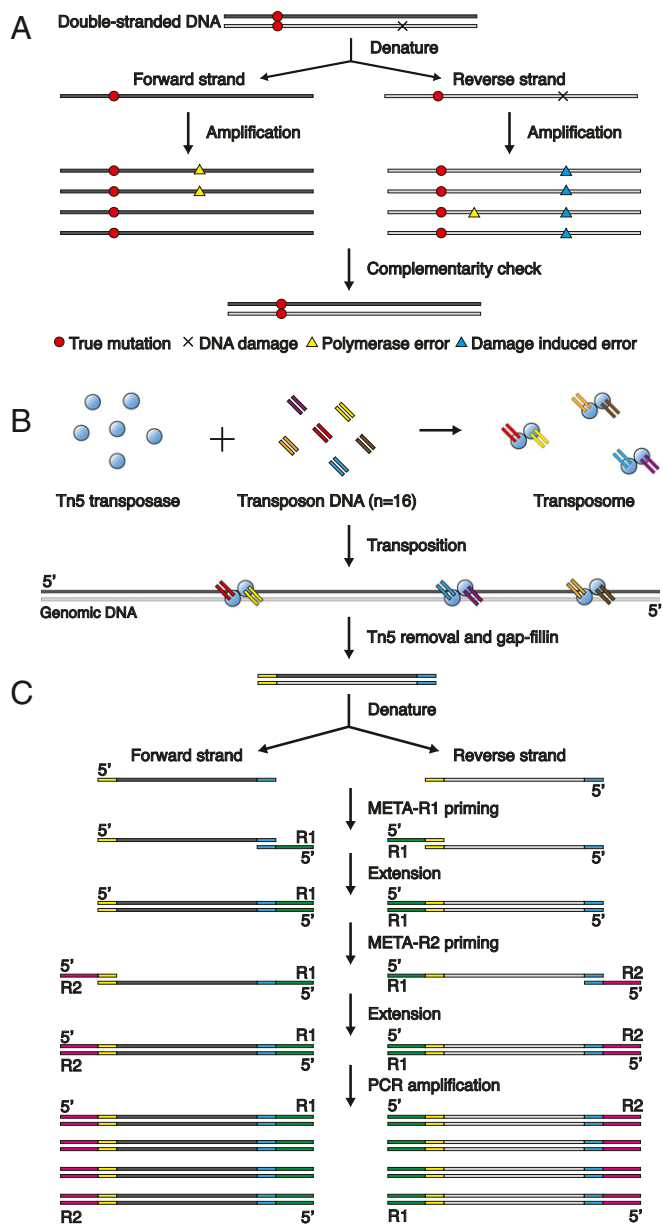 A
Double-stranded DNA
Denature
Forward strand
Reverse strand
Amplification
Amplification
Complementarity check
True mutation
DNA damage
Polymerase error
Damage induced error
B
Tn5 transposase
Transposon DNA (n=16)
Transposome
Transposition
5’
Genomic DNA
5’
Tn5 removal and gap-fillin
C
Denature
Forward strand
Reverse strand
5’
5’
META-R1 priming
R1
5’
5’
5’
R1
Extension
5’
R1
5’
5’
R1
5’
META-R2 priming
5’
R2
R1
5’
5’
R1
R2
5’
Extension
5’
R2
R1
5’
5’
R1
R2
5’
PCR amplification
5’
R1
5’
R2
R2
5’
R1
5’